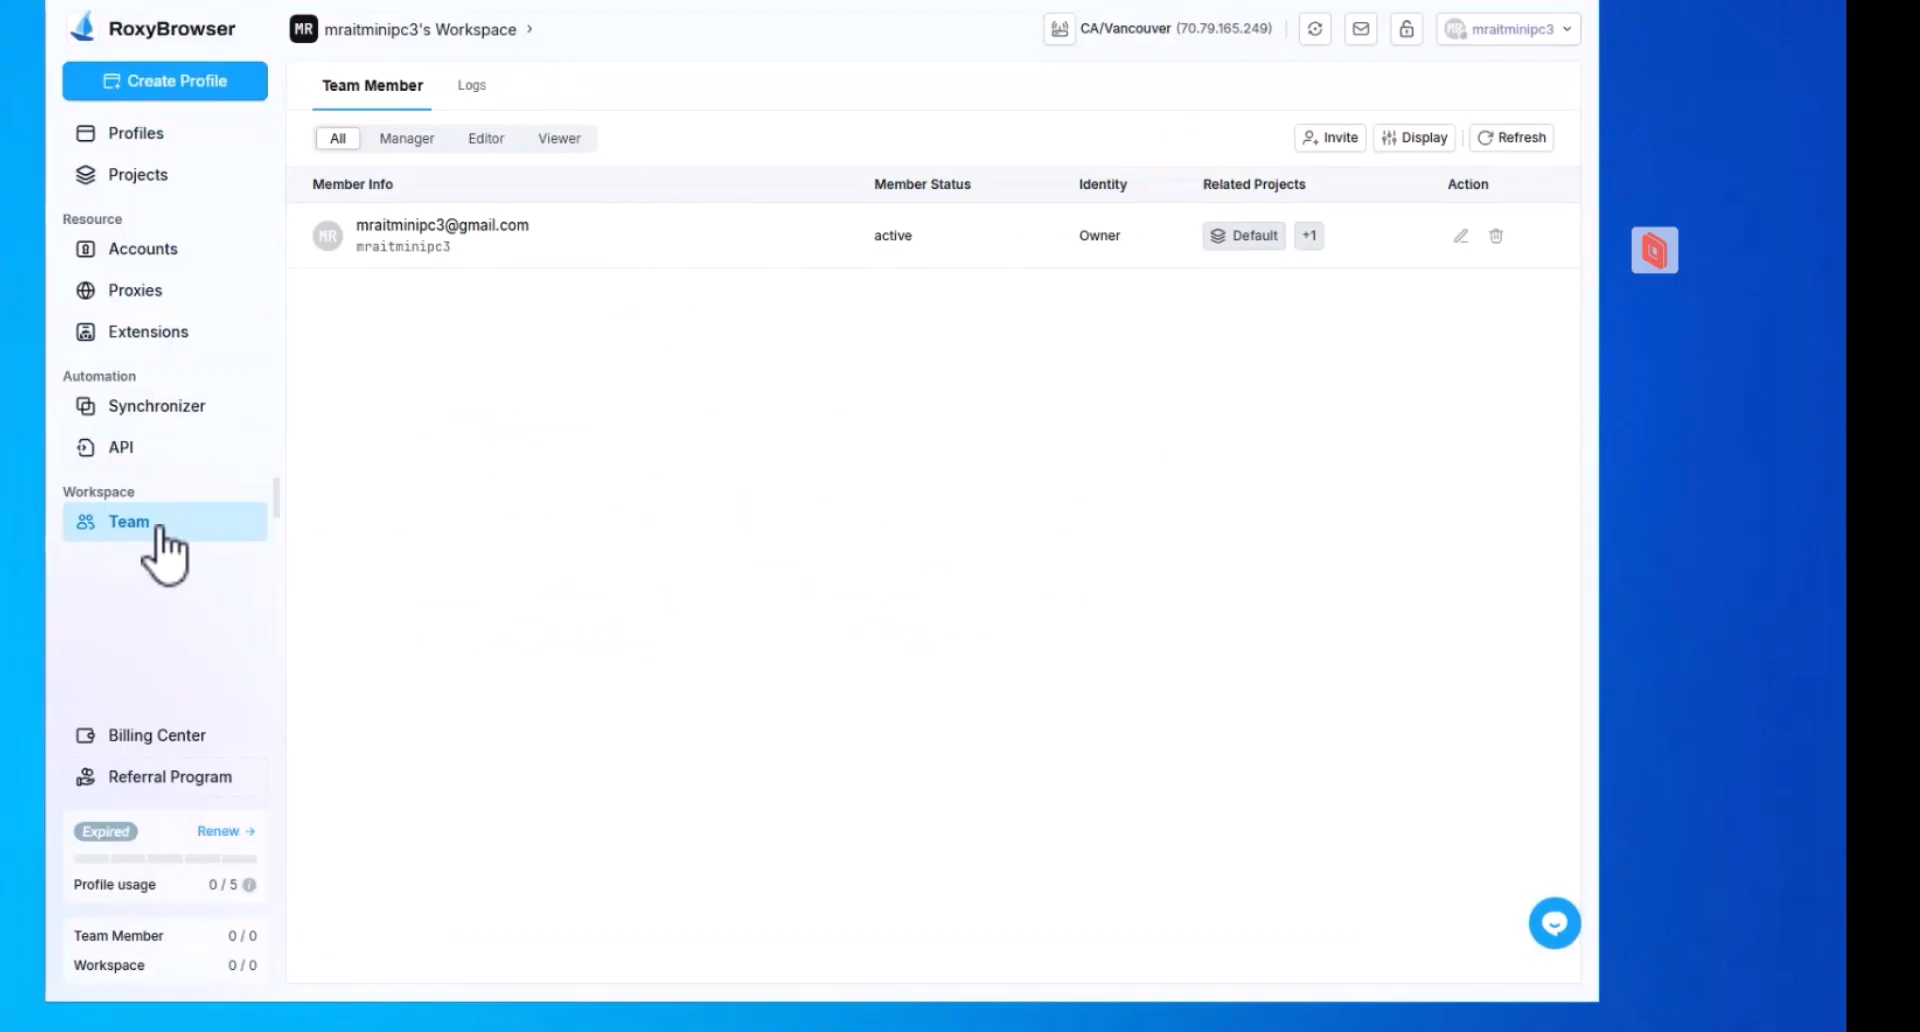 RoxyBrowser
MR mraitminipc3's Workspace
CA/Vancouver (70.79.165.249)
mraitminipc3
Create Profile
Team Member
Logs
Profiles
All
Manager
Editor
Viewer
Invite
Display
Refresh
Projects
Member Info
Member Status
Identity
Related Projects
Action
Resource
MR
mraitminipc3@gmail.com
mraitminipc3
active
Owner
Default
+1
Accounts
Proxies
Extensions
Automation
Synchronizer
API
Workspace
Team
Billing Center
Referral Program
Expired
Renew
Profile usage
0 / 5
Team Member
0 / 0
Workspace
0 / 0